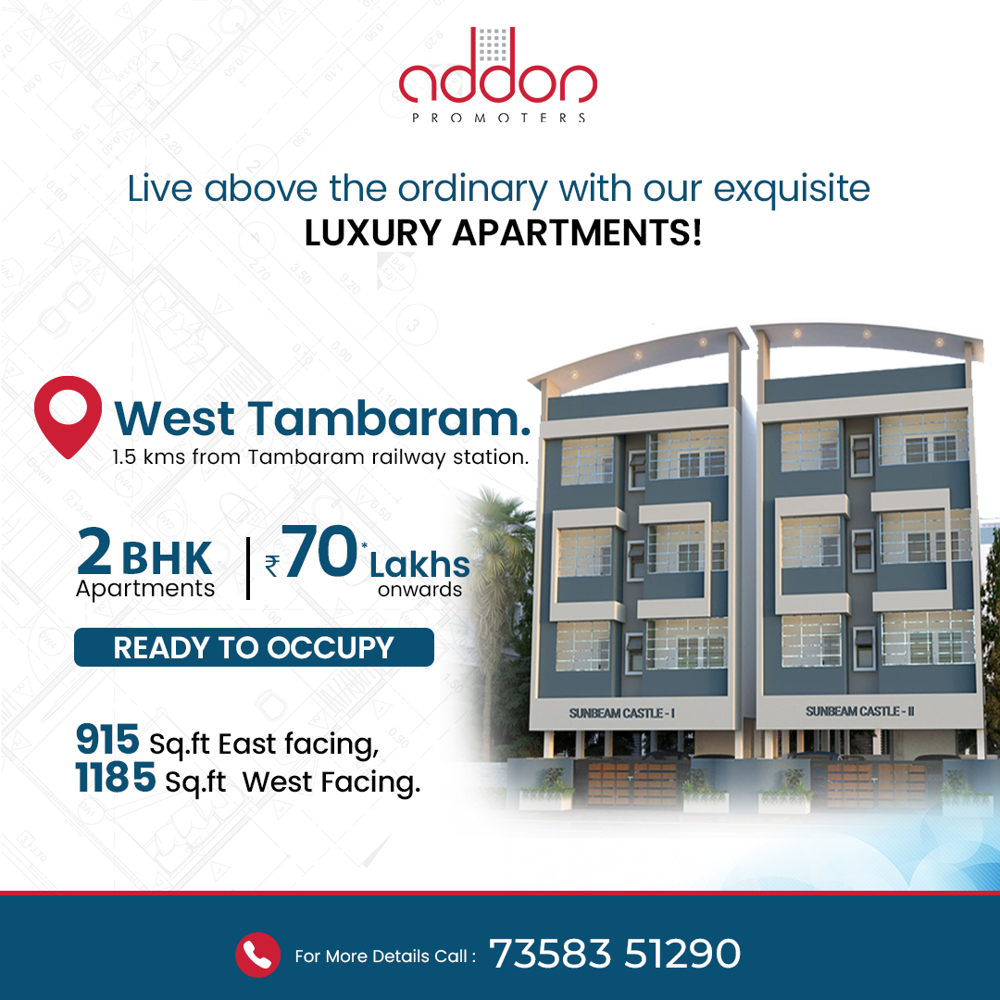 addon
PROMOTERS
Live above the ordinary with our exquisite
LUXURY APARTMENTS!
West Tambaram.
1.5 kms from Tambaram railway station.
2 BHK
Apartments
₹70* Lakhs
onwards
READY TO OCCUPY
915 Sq.ft East facing,
1185 Sq.ft West Facing.
SUNBEAM CASTLE - I
SUNBEAM CASTLE - II
For More Details Call : 73583 51290